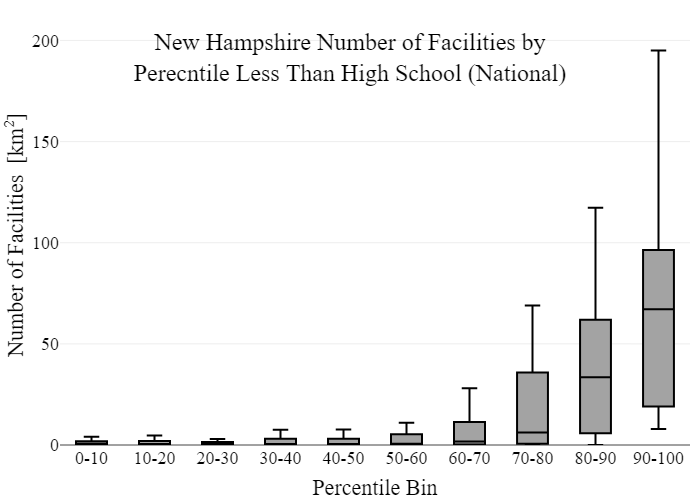 New Hampshire Number of Facilities by
Perecntile Less Than High School (National)
Number of Facilities [km²]
200
150
100
50
0
0-10 10-20 20-30 30-40 40-50 50-60 60-70 70-80 80-90 90-100
Percentile Bin